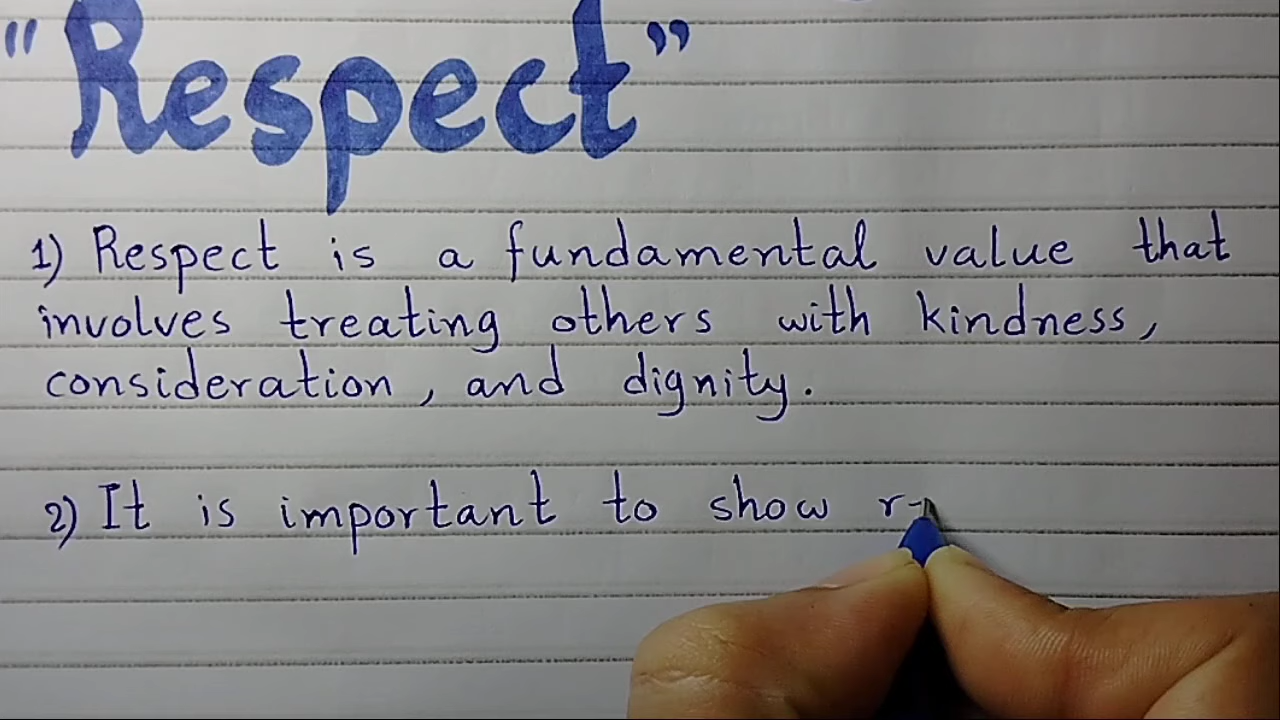 "Respect"
1) Respect is a fundamental value that
involves treating others with kindness,
consideration, and dignity.
2) It is important to show r